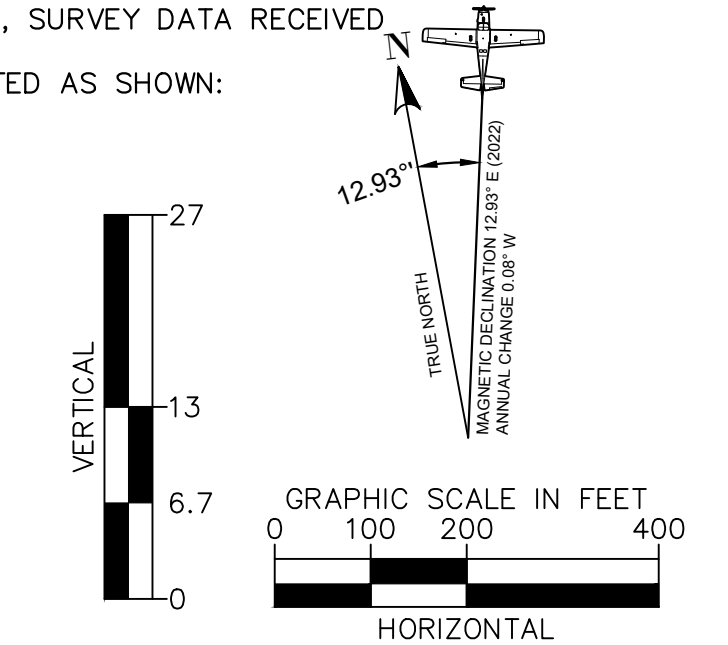 , SURVEY DATA RECEIVED
TED AS SHOWN:
N
12.93°
TRUE NORTH
MAGNETIC DECLINATION 12.93° E (2022)
ANNUAL CHANGE 0.08° W
27
13
6.7
0
VERTICAL
GRAPHIC SCALE IN FEET
0 100 200 400
HORIZONTAL